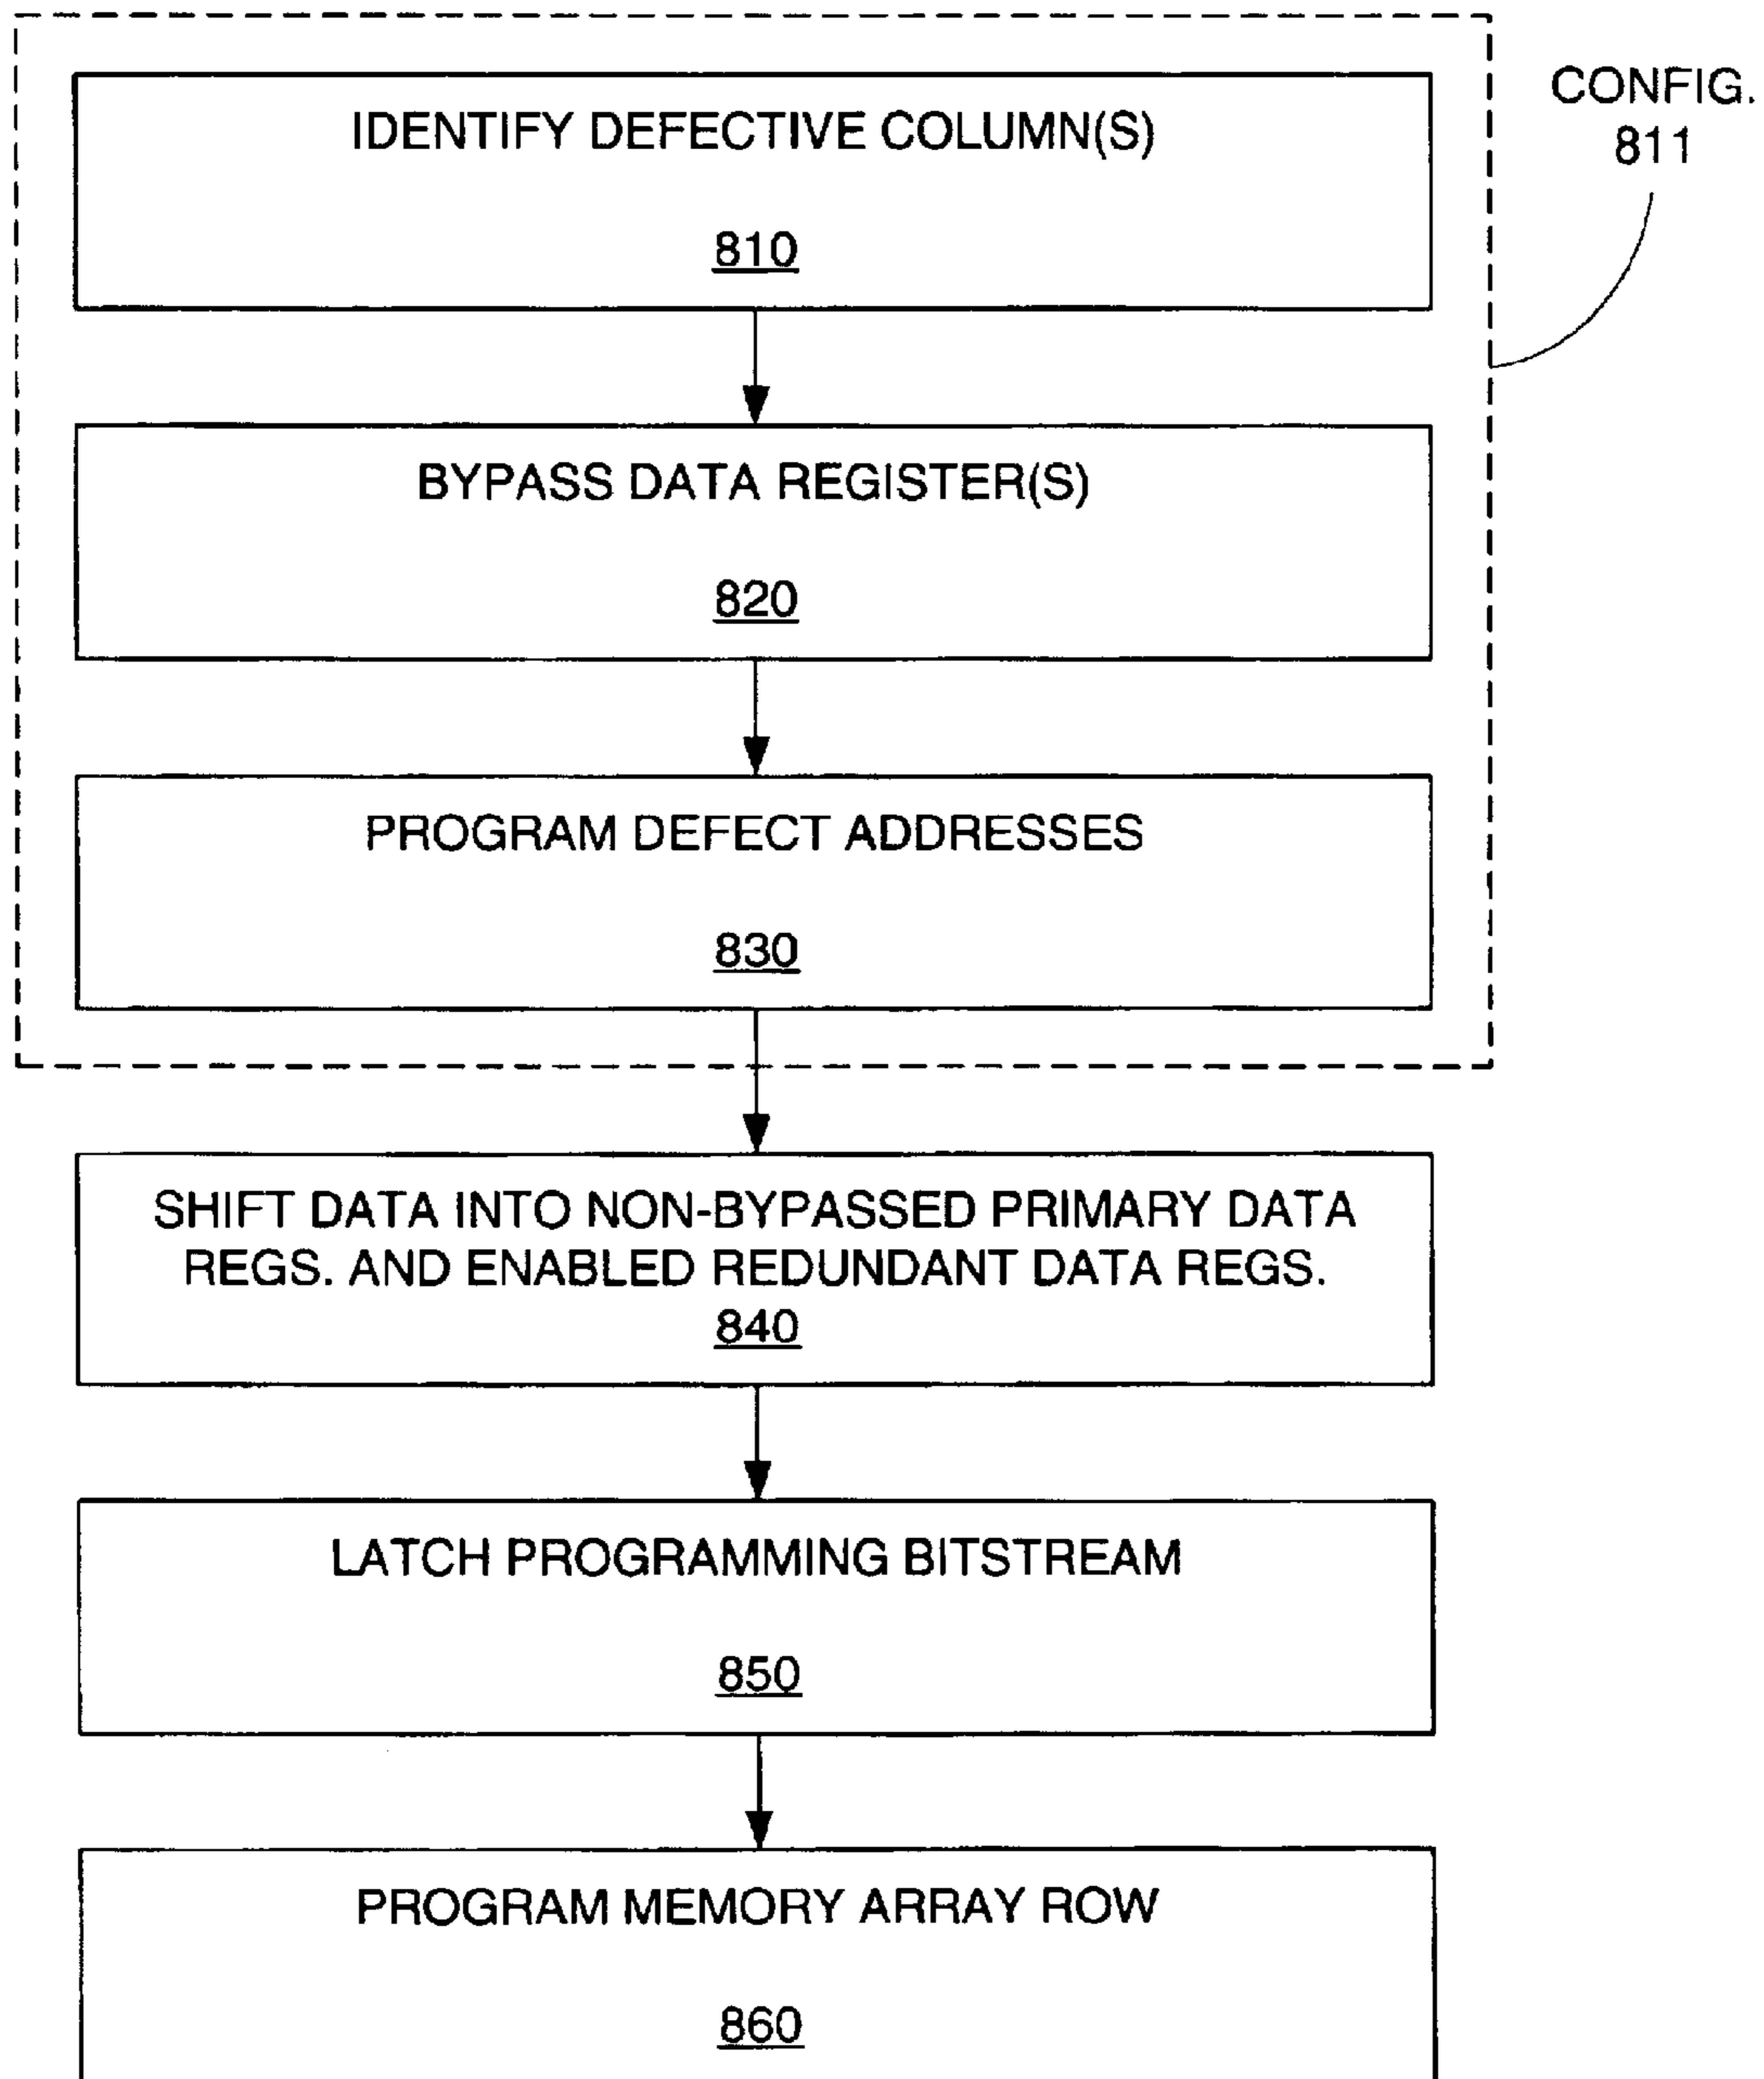 CONFIG.
811
IDENTIFY DEFECTIVE COLUMN(S)
810
BYPASS DATA REGISTER(S)
820
PROGRAM DEFECT ADDRESSES
830
SHIFT DATA INTO NON-BYPASSED PRIMARY DATA
REGS. AND ENABLED REDUNDANT DATA REGS.
840
LATCH PROGRAMMING BITSTREAM
850
PROGRAM MEMORY ARRAY ROW
860